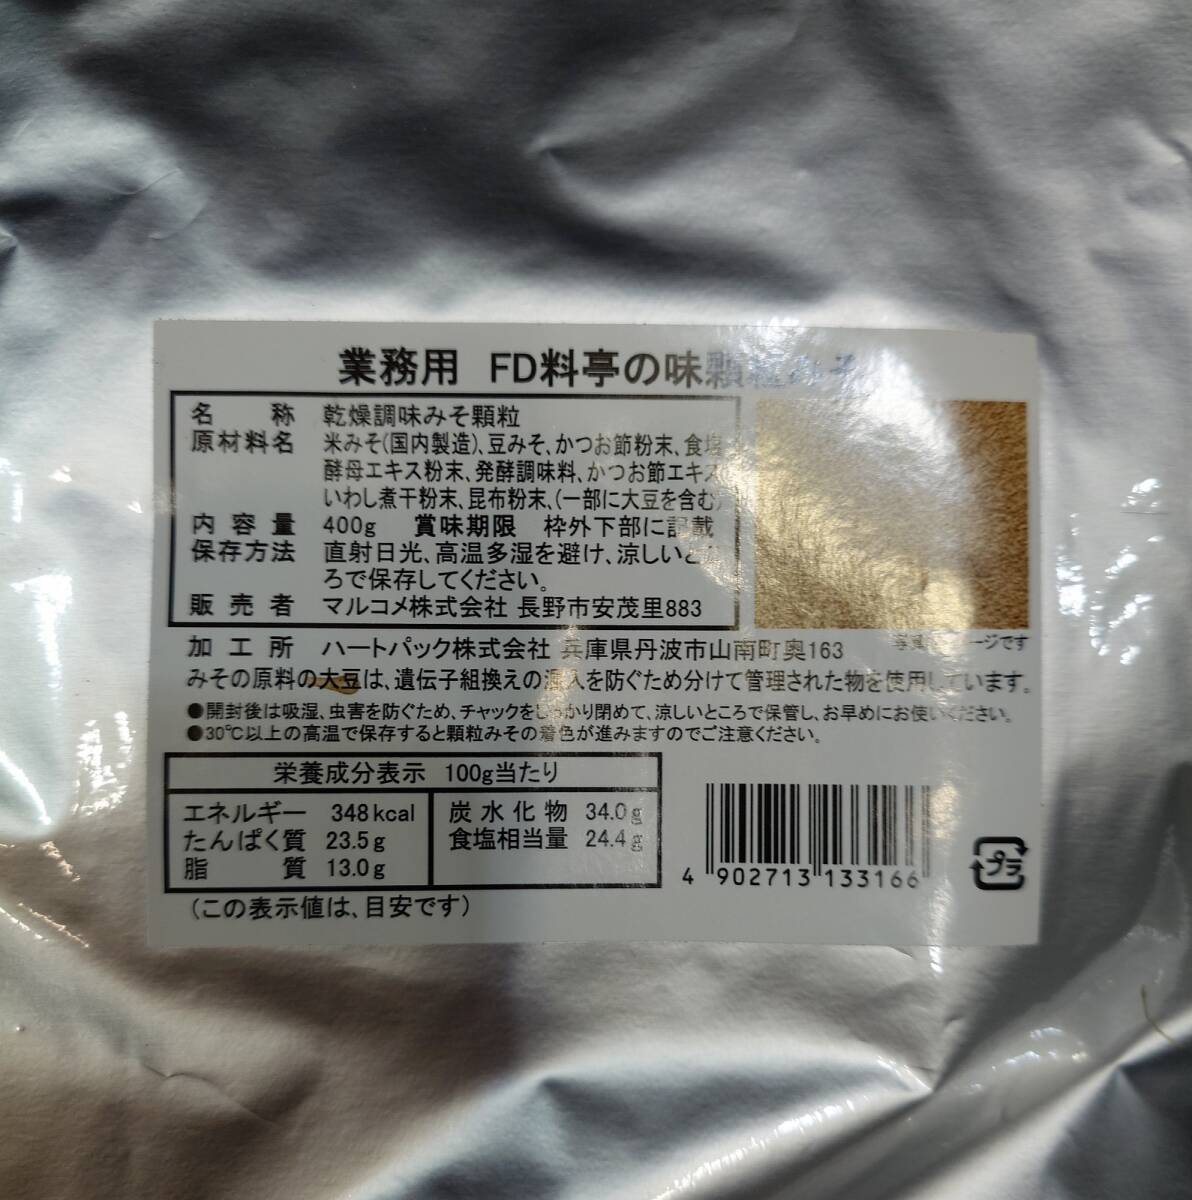 業務用 FD料亭の味顆粒みそ
名称 乾燥調味みそ顆粒
原材料名 米みそ(国内製造)、豆みそ、かつお節粉末、食塩、
酵母エキス粉末、発酵調味料、かつお節エキス、
いわし煮干粉末、昆布粉末、(一部に大豆を含む)
内容量 400g 賞味期限 枠外下部に記載
保存方法 直射日光、高温多湿を避け、涼しいとこ
ろで保存してください。
販売者 マルコメ株式会社 長野市安茂里883
写真はイメージです
加工所 ハートパック株式会社 兵庫県丹波市山南町奥163
みその原料の大豆は、遺伝子組換えの混入を防ぐため分けて管理された物を使用しています。
●開封後は吸湿、虫害を防ぐため、チャックをしっかり閉めて、涼しいところで保管し、お早めにお使いください。
●30℃以上の高温で保存すると顆粒みその着色が進みますのでご注意ください。
栄養成分表示 100g当たり
エネルギー 348kcal 炭水化物 34.0g
たんぱく質 23.5g 食塩相当量 24.4g
脂質 13.0g
(この表示値は、目安です)
4 902713 133166
プラ